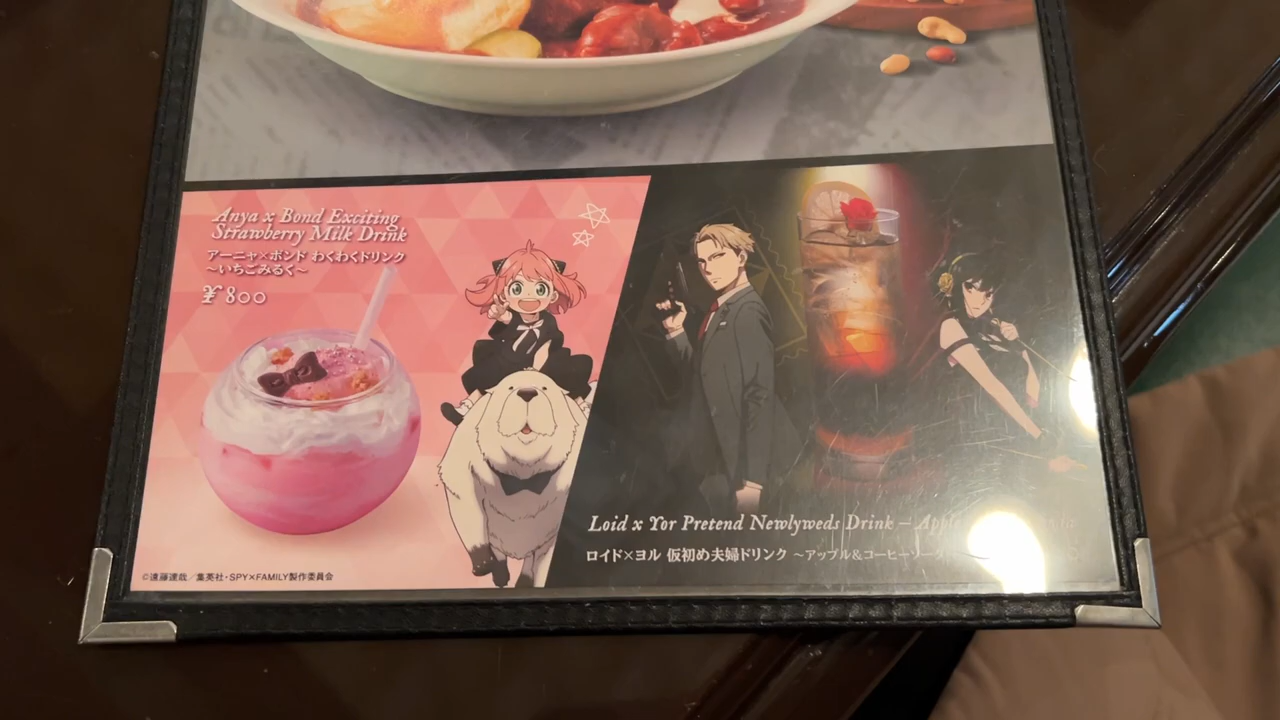 Anya x Bond Exciting
Strawberry Milk Drink
アーニャ×ボンド わくわくドリンク
〜いちごみるく〜
¥800
Loid x Yor Pretend Newlyweds Drink – Apple
ロイド×ヨル 仮初め夫婦ドリンク 〜アップル&コーヒーソーダ
©遠藤達哉/集英社・SPY×FAMILY製作委員会